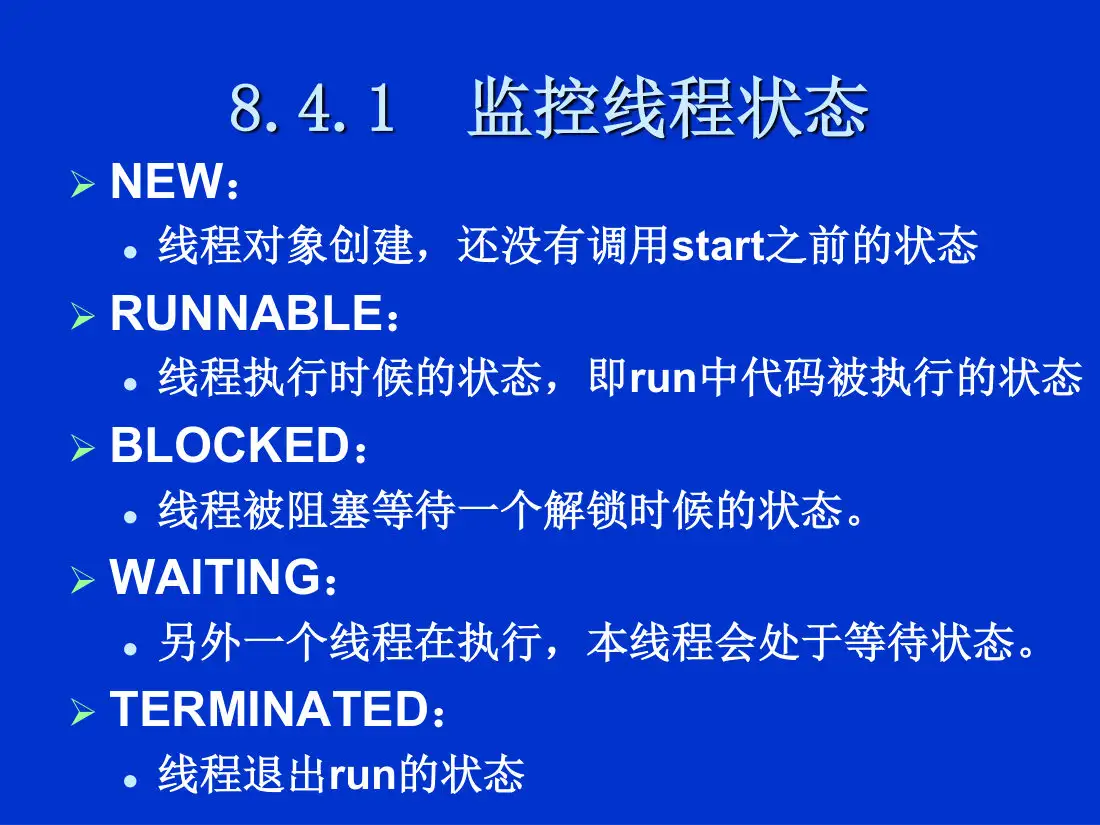 8.4.1 监控线程状态
NEW：
线程对象创建，还没有调用start之前的状态
RUNNABLE：
线程执行时候的状态，即run中代码被执行的状态
BLOCKED：
线程被阻塞等待一个解锁时候的状态。
WAITING：
另外一个线程在执行，本线程会处于等待状态。
TERMINATED：
线程退出run的状态